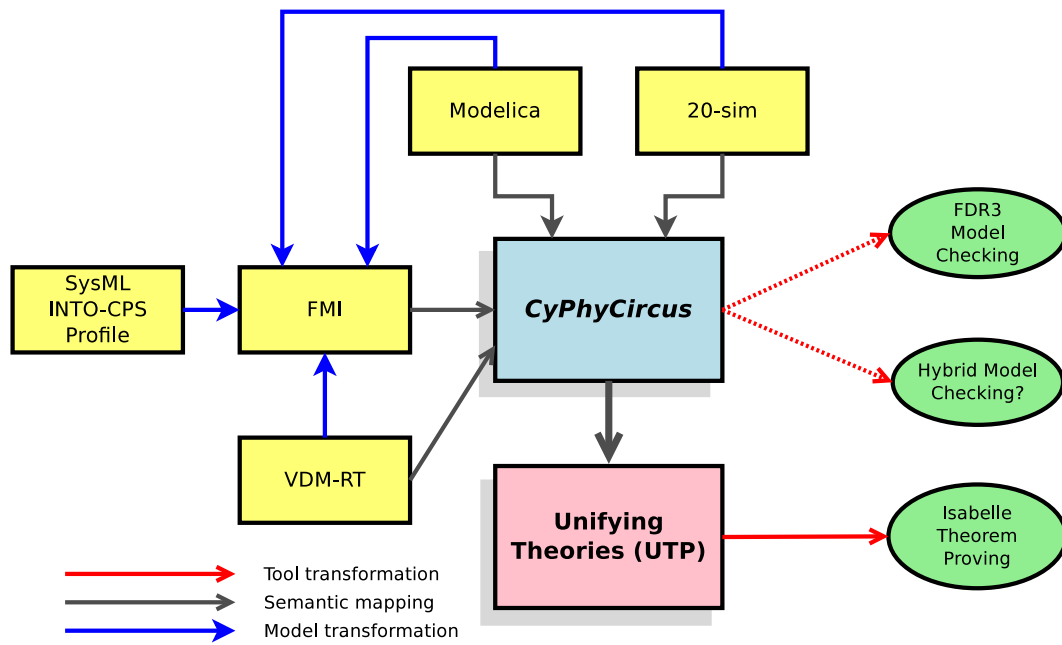 Modelica
20-sim
FDR3
Model
Checking
SysML
INTO-CPS
Profile
FMI
CyPhyCircus
Hybrid Model
Checking?
VDM-RT
Unifying
Theories (UTP)
Isabelle
Theorem
Proving
Tool transformation
Semantic mapping
Model transformation